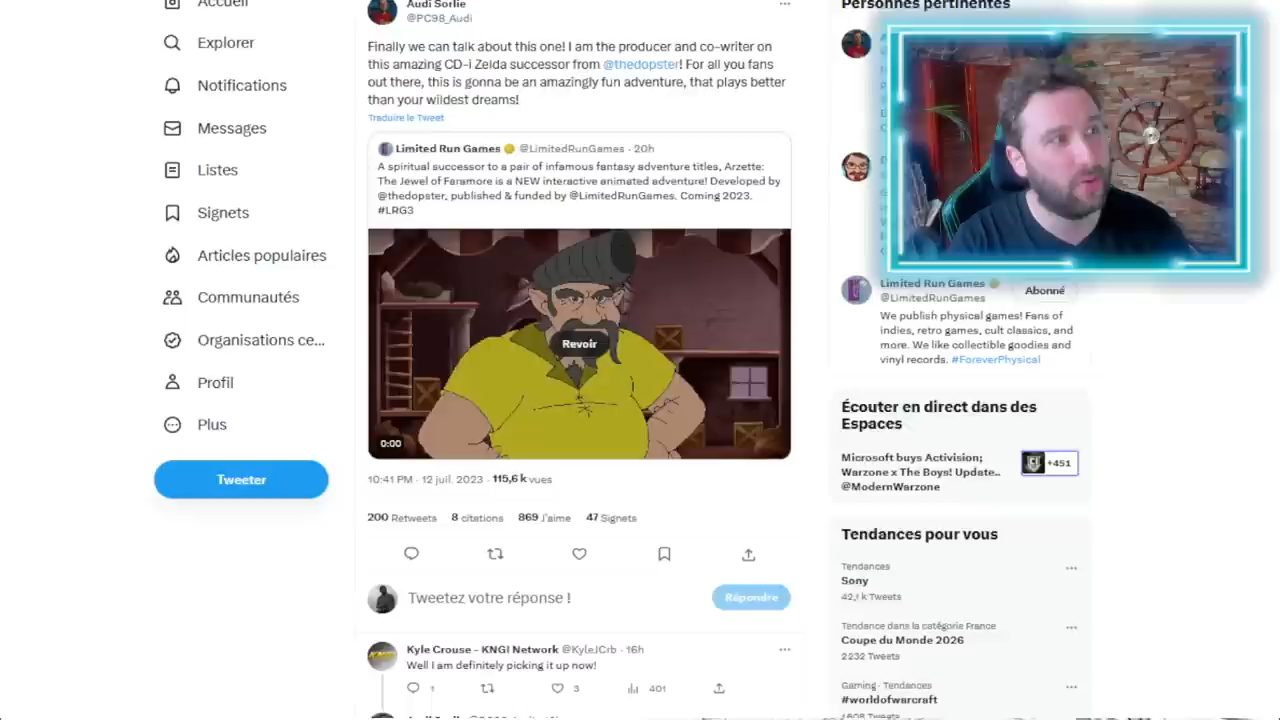 Accueil
Explorer
Notifications
Messages
Listes
Signets
Articles populaires
Communautés
Organisations ce...
Profil
Plus
Tweeter
Audi Sorlie
@PC98_Audi
Finally we can talk about this one! I am the producer and co-writer on
this amazing CD-i Zelda successor from @thedopster! For all you fans
out there, this is gonna be an amazingly fun adventure, that plays better
than your wildest dreams!
Traduire le Tweet
Limited Run Games @LimitedRunGames · 20h
A spiritual successor to a pair of infamous fantasy adventure titles, Arzette:
The Jewel of Faramore is a NEW interactive animated adventure! Developed by
@thedopster, published & funded by @LimitedRunGames. Coming 2023.
#LRG3
Revoir
0:00
10:41 PM · 12 juil. 2023 · 115,6 k vues
200 Retweets 8 citations 869 J'aime 47 Signets
Tweetez votre réponse !
Répondre
Kyle Crouse - KNGI Network @KyleJCrb · 16h
Well I am definitely picking it up now!
1 3 401
Personnes pertinentes
Limited Run Games
@LimitedRunGames
Abonné
We publish physical games! Fans of
indies, retro games, cult classics, and
more. We like collectible goodies and
vinyl records. #ForeverPhysical
Écouter en direct dans des
Espaces
Microsoft buys Activision;
Warzone x The Boys! Update..
@ModernWarzone
+451
Tendances pour vous
Tendances
Sony
42,1 k Tweets
Tendance dans la catégorie France
Coupe du Monde 2026
2232 Tweets
Gaming · Tendances
#worldofwarcraft
Tweets